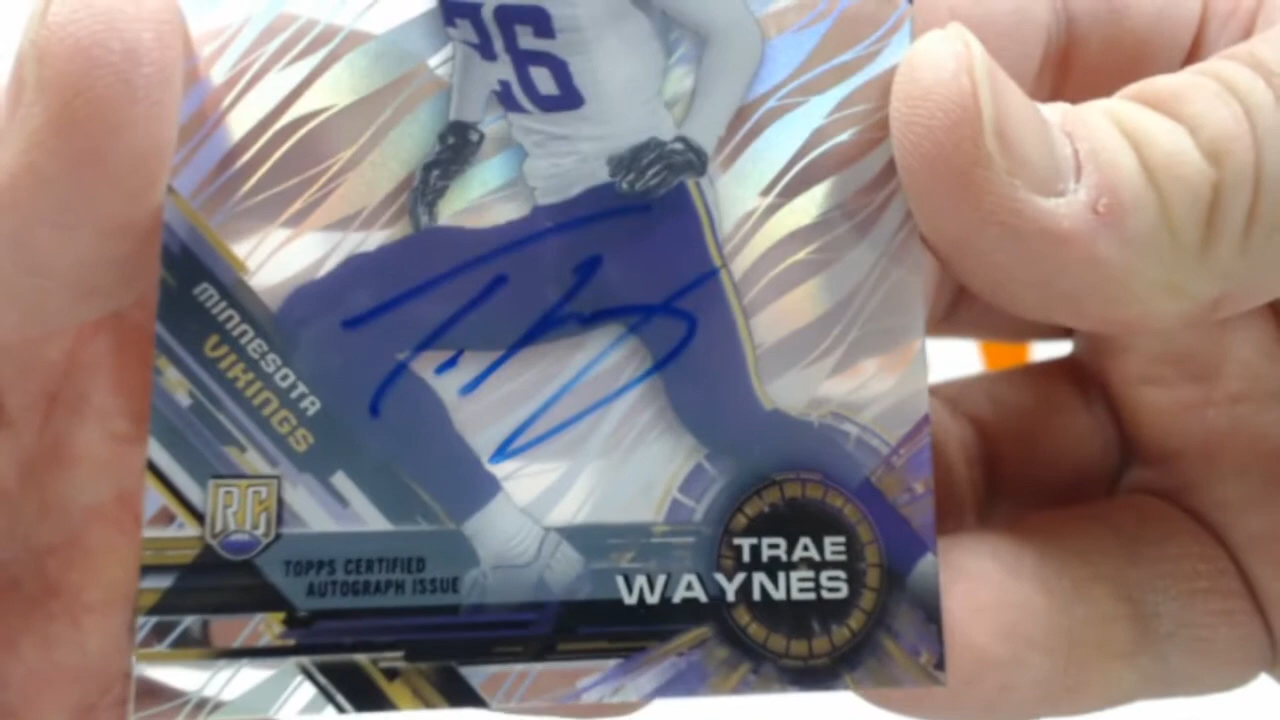 26
MINNESOTA
VIKINGS
RC
TOPPS CERTIFIED
AUTOGRAPH ISSUE
TRAE
WAYNES